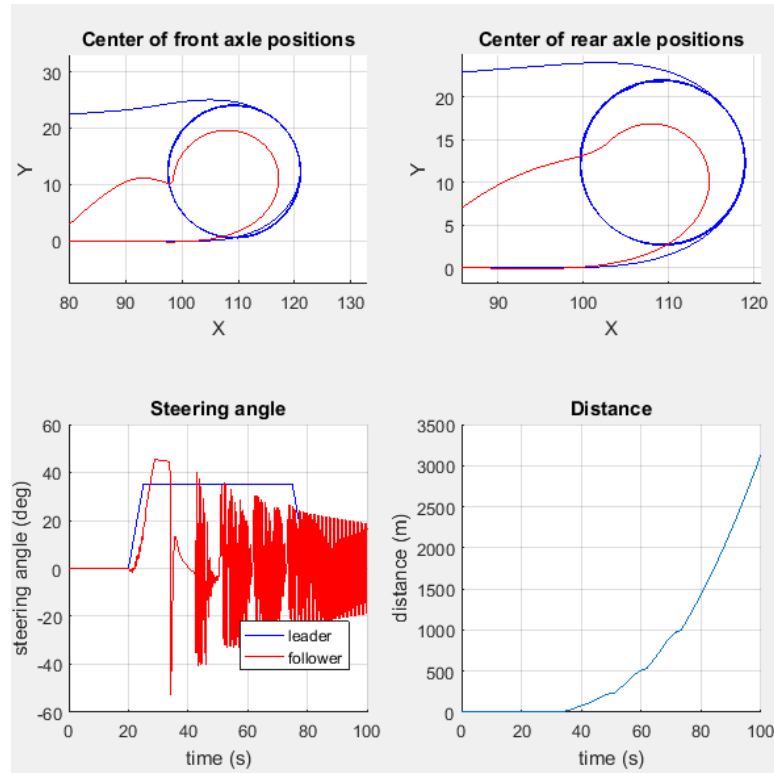 Center of front axle positions
30
20
10
0
Y
80 90 100 110 120 130
X
Center of rear axle positions
25
20
15
10
5
0
Y
90 100 110 120
X
Steering angle
60
40
20
0
-20
-40
-60
steering angle (deg)
leader
follower
0 20 40 60 80 100
time (s)
Distance
3500
3000
2500
2000
1500
1000
500
0
distance (m)
0 20 40 60 80 100
time (s)